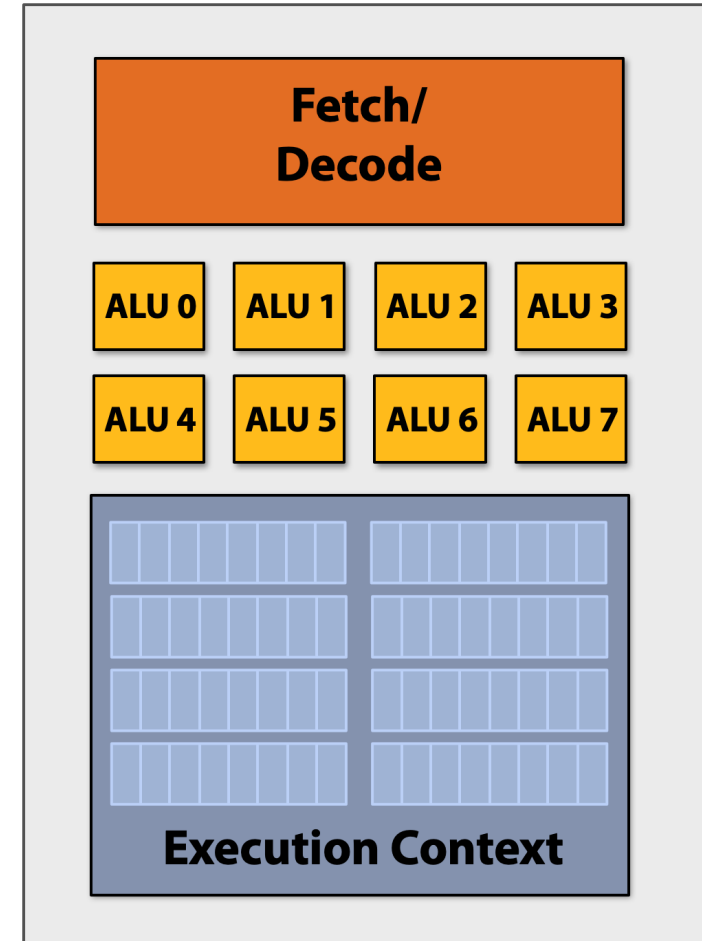 Fetch/
Decode
ALU 0 ALU 1 ALU 2 ALU 3
ALU 4 ALU 5 ALU 6 ALU 7
Execution Context